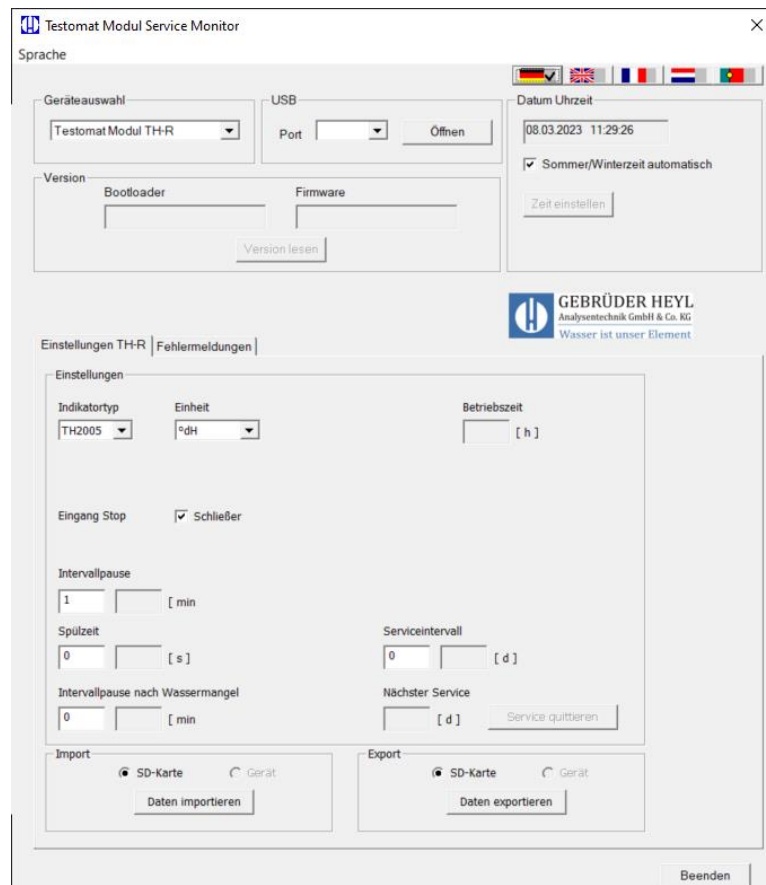 Testomat Modul Service Monitor
Sprache
Geräteauswahl
Testomat Modul TH-R
USB
Port
Öffnen
Datum Uhrzeit
08.03.2023 11:29:26
Sommer/Winterzeit automatisch
Zeit einstellen
Version
Bootloader
Firmware
Version lesen
GEBRÜDER HEYL
Analysentechnik GmbH & Co. KG
Wasser ist unser Element
Einstellungen TH-R
Fehlermeldungen
Einstellungen
Indikatortyp
TH2005
Einheit
°dH
Betriebszeit
[ h ]
Eingang Stop
Schließer
Intervallpause
1
[ min
Spülzeit
0
[ s ]
Serviceintervall
0
[ d ]
Intervallpause nach Wassermangel
0
[ min
Nächster Service
[ d ]
Service quittieren
Import
SD-Karte
Gerät
Daten importieren
Export
SD-Karte
Gerät
Daten exportieren
Beenden